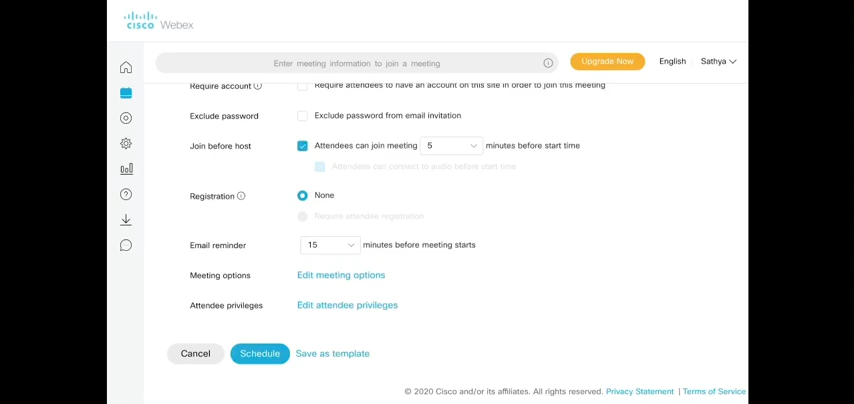 CISCO Webex
Enter meeting information to join a meeting
Upgrade Now
English
Sathya
Require account
Require attendees to have an account on this site in order to join this meeting
Exclude password
Exclude password from email invitation
Join before host
Attendees can join meeting 5 minutes before start time
Attendees can connect to audio before start time
Registration
None
Require attendee registration
Email reminder
15 minutes before meeting starts
Meeting options
Edit meeting options
Attendee privileges
Edit attendee privileges
Cancel
Schedule
Save as template
© 2020 Cisco and/or its affiliates. All rights reserved. Privacy Statement | Terms of Service